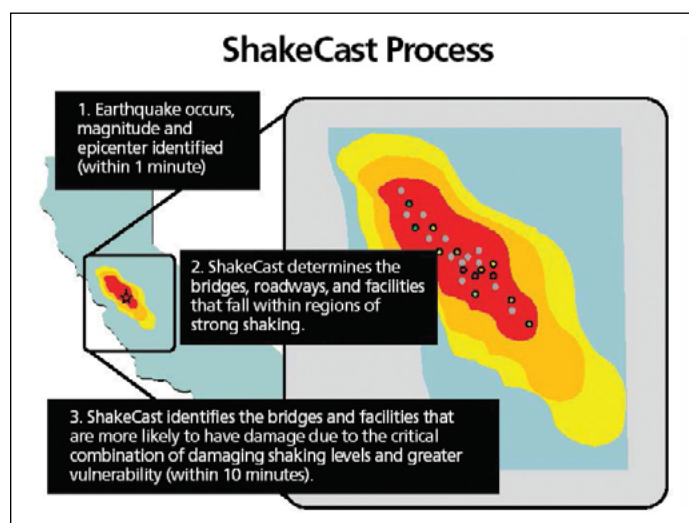 ShakeCast Process
1. Earthquake occurs,
magnitude and
epicenter identified
(within 1 minute)
2. ShakeCast determines the
bridges, roadways, and facilities
that fall within regions of
strong shaking.
3. ShakeCast identifies the bridges and facilities that
are more likely to have damage due to the critical
combination of damaging shaking levels and greater
vulnerability (within 10 minutes).